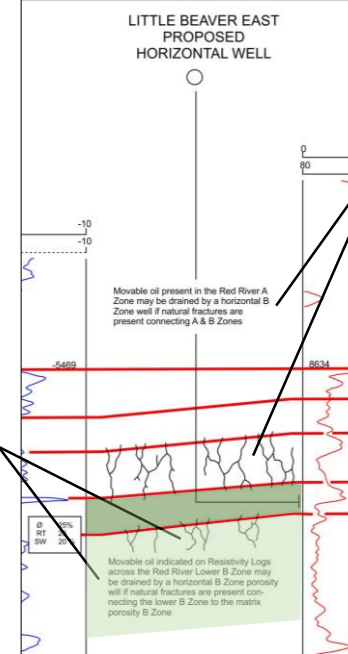 LITTLE BEAVER EAST
PROPOSED
HORIZONTAL WELL
0
80
-10
-10
Movable oil present in the Red River A
Zone may be drained by a horizontal B
Zone well if natural fractures are
present connecting A & B Zones
-5469
8634
Ø 25%
RT
SW 20
Movable oil indicated on Resistivity Logs
across the Red River Lower B Zone may
be drained by a horizontal B Zone porosity
will if natural fractures are present con-
necting the lower B Zone to the matrix
porosity B Zone